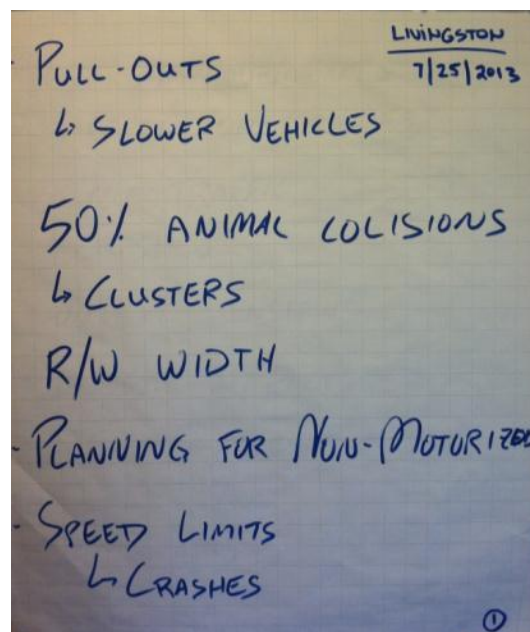 LIVINGSTON
7/25/2013
- PULL-OUTS
↳ SLOWER VEHICLES
50% ANIMAL COLISIONS
↳ CLUSTERS
R/W WIDTH
- PLANNING FOR NON-MOTORIZED
- SPEED LIMITS
↳ CRASHES
1